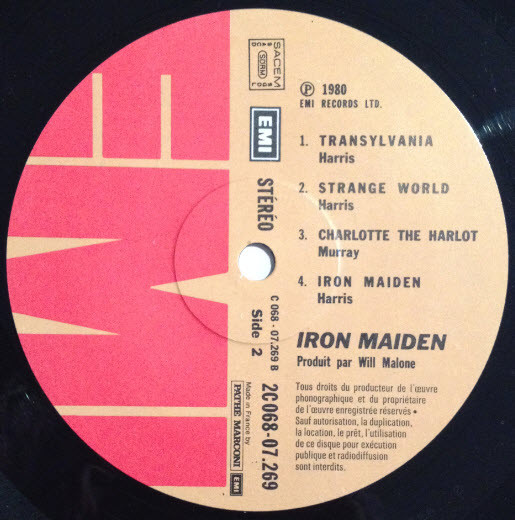 SACEM
SDRM
EMI
STÉRÉO
C 068 - 07.269 B
Side 2
2C068-07.269
Made in France by
PATHE MARCONI
EMI
Ⓟ 1980
EMI RECORDS LTD.
1. TRANSYLVANIA
Harris
2. STRANGE WORLD
Harris
3. CHARLOTTE THE HARLOT
Murray
4. IRON MAIDEN
Harris
IRON MAIDEN
Produit par Will Malone
Tous droits du producteur de l'œuvre
phonographique et du propriétaire
de l'œuvre enregistrée réservés •
Sauf autorisation, la duplication,
la location, le prêt, l'utilisation
de ce disque pour exécution
publique et radiodiffusion
sont interdits.